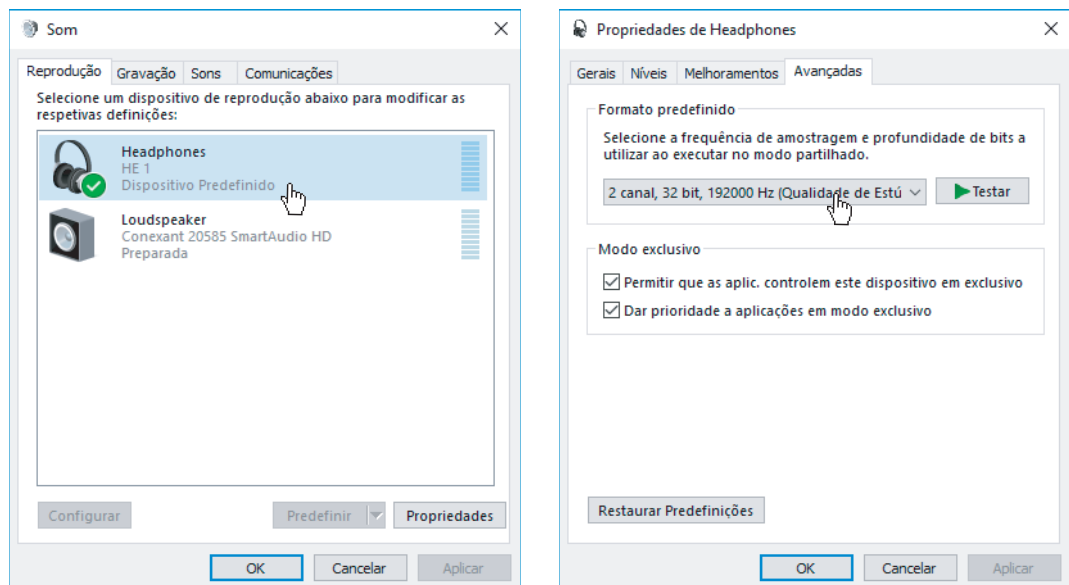 Som
Reprodução Gravação Sons Comunicações
Selecione um dispositivo de reprodução abaixo para modificar as
respetivas definições:
Headphones
HE 1
Dispositivo Predefinido
Loudspeaker
Conexant 20585 SmartAudio HD
Preparada
Configurar Predefinir Propriedades
OK Cancelar Aplicar
Propriedades de Headphones
Gerais Níveis Melhoramentos Avançadas
Formato predefinido
Selecione a frequência de amostragem e profundidade de bits a
utilizar ao executar no modo partilhado.
2 canal, 32 bit, 192000 Hz (Qualidade de Estú Testar
Modo exclusivo
Permitir que as aplic. controlem este dispositivo em exclusivo
Dar prioridade a aplicações em modo exclusivo
Restaurar Predefinições
OK Cancelar Aplicar